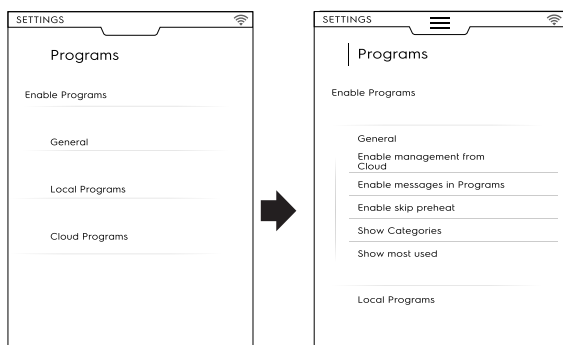 SETTINGS
Programs
Enable Programs
General
Local Programs
Cloud Programs
SETTINGS
Programs
Enable Programs
General
Enable management from
Cloud
Enable messages in Programs
Enable skip preheat
Show Categories
Show most used
Local Programs